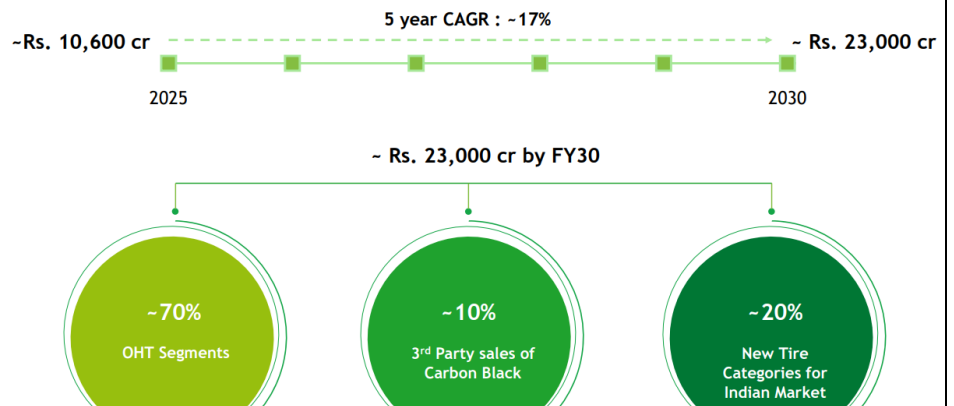 5 year CAGR : ~17%
~Rs. 10,600 cr
~ Rs. 23,000 cr
2025
2030
~ Rs. 23,000 cr by FY30
~70%
OHT Segments
~10%
3rd Party sales of
Carbon Black
~20%
New Tire
Categories for
Indian Market